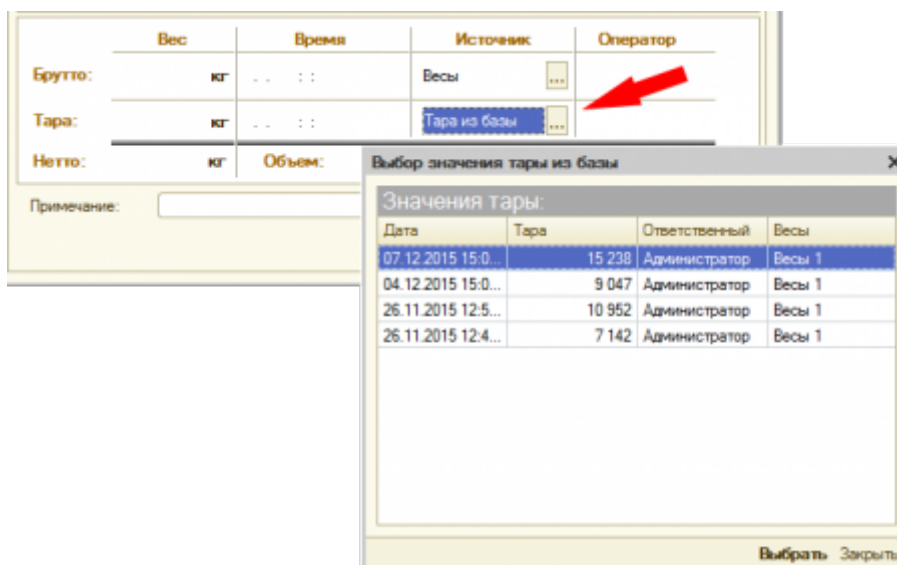 Вес Время Источник Оператор
Брутто: кг . . : : Весы ...
Тара: кг . . : : Тара из базы ...
Нетто: кг Объем:
Примечание:
Выбор значения тары из базы ×
Значения тары:
Дата Тара Ответственный Весы
07.12.2015 15:0... 15 238 Администратор Весы 1
04.12.2015 15:0... 9 047 Администратор Весы 1
26.11.2015 12:5... 10 952 Администратор Весы 1
26.11.2015 12:4... 7 142 Администратор Весы 1
Выбрать Закрыть